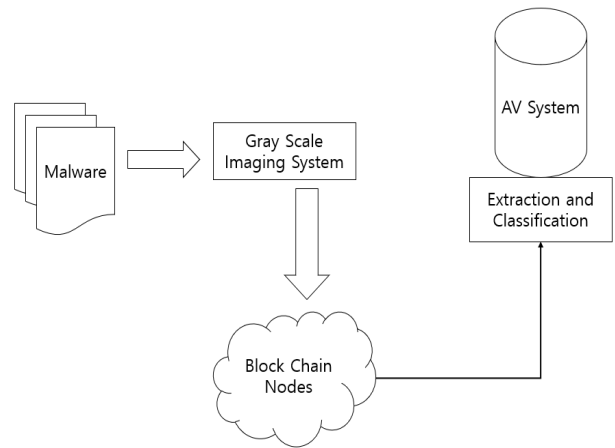 Malware
Gray Scale
Imaging System
AV System
Extraction and
Classification
Block Chain
Nodes